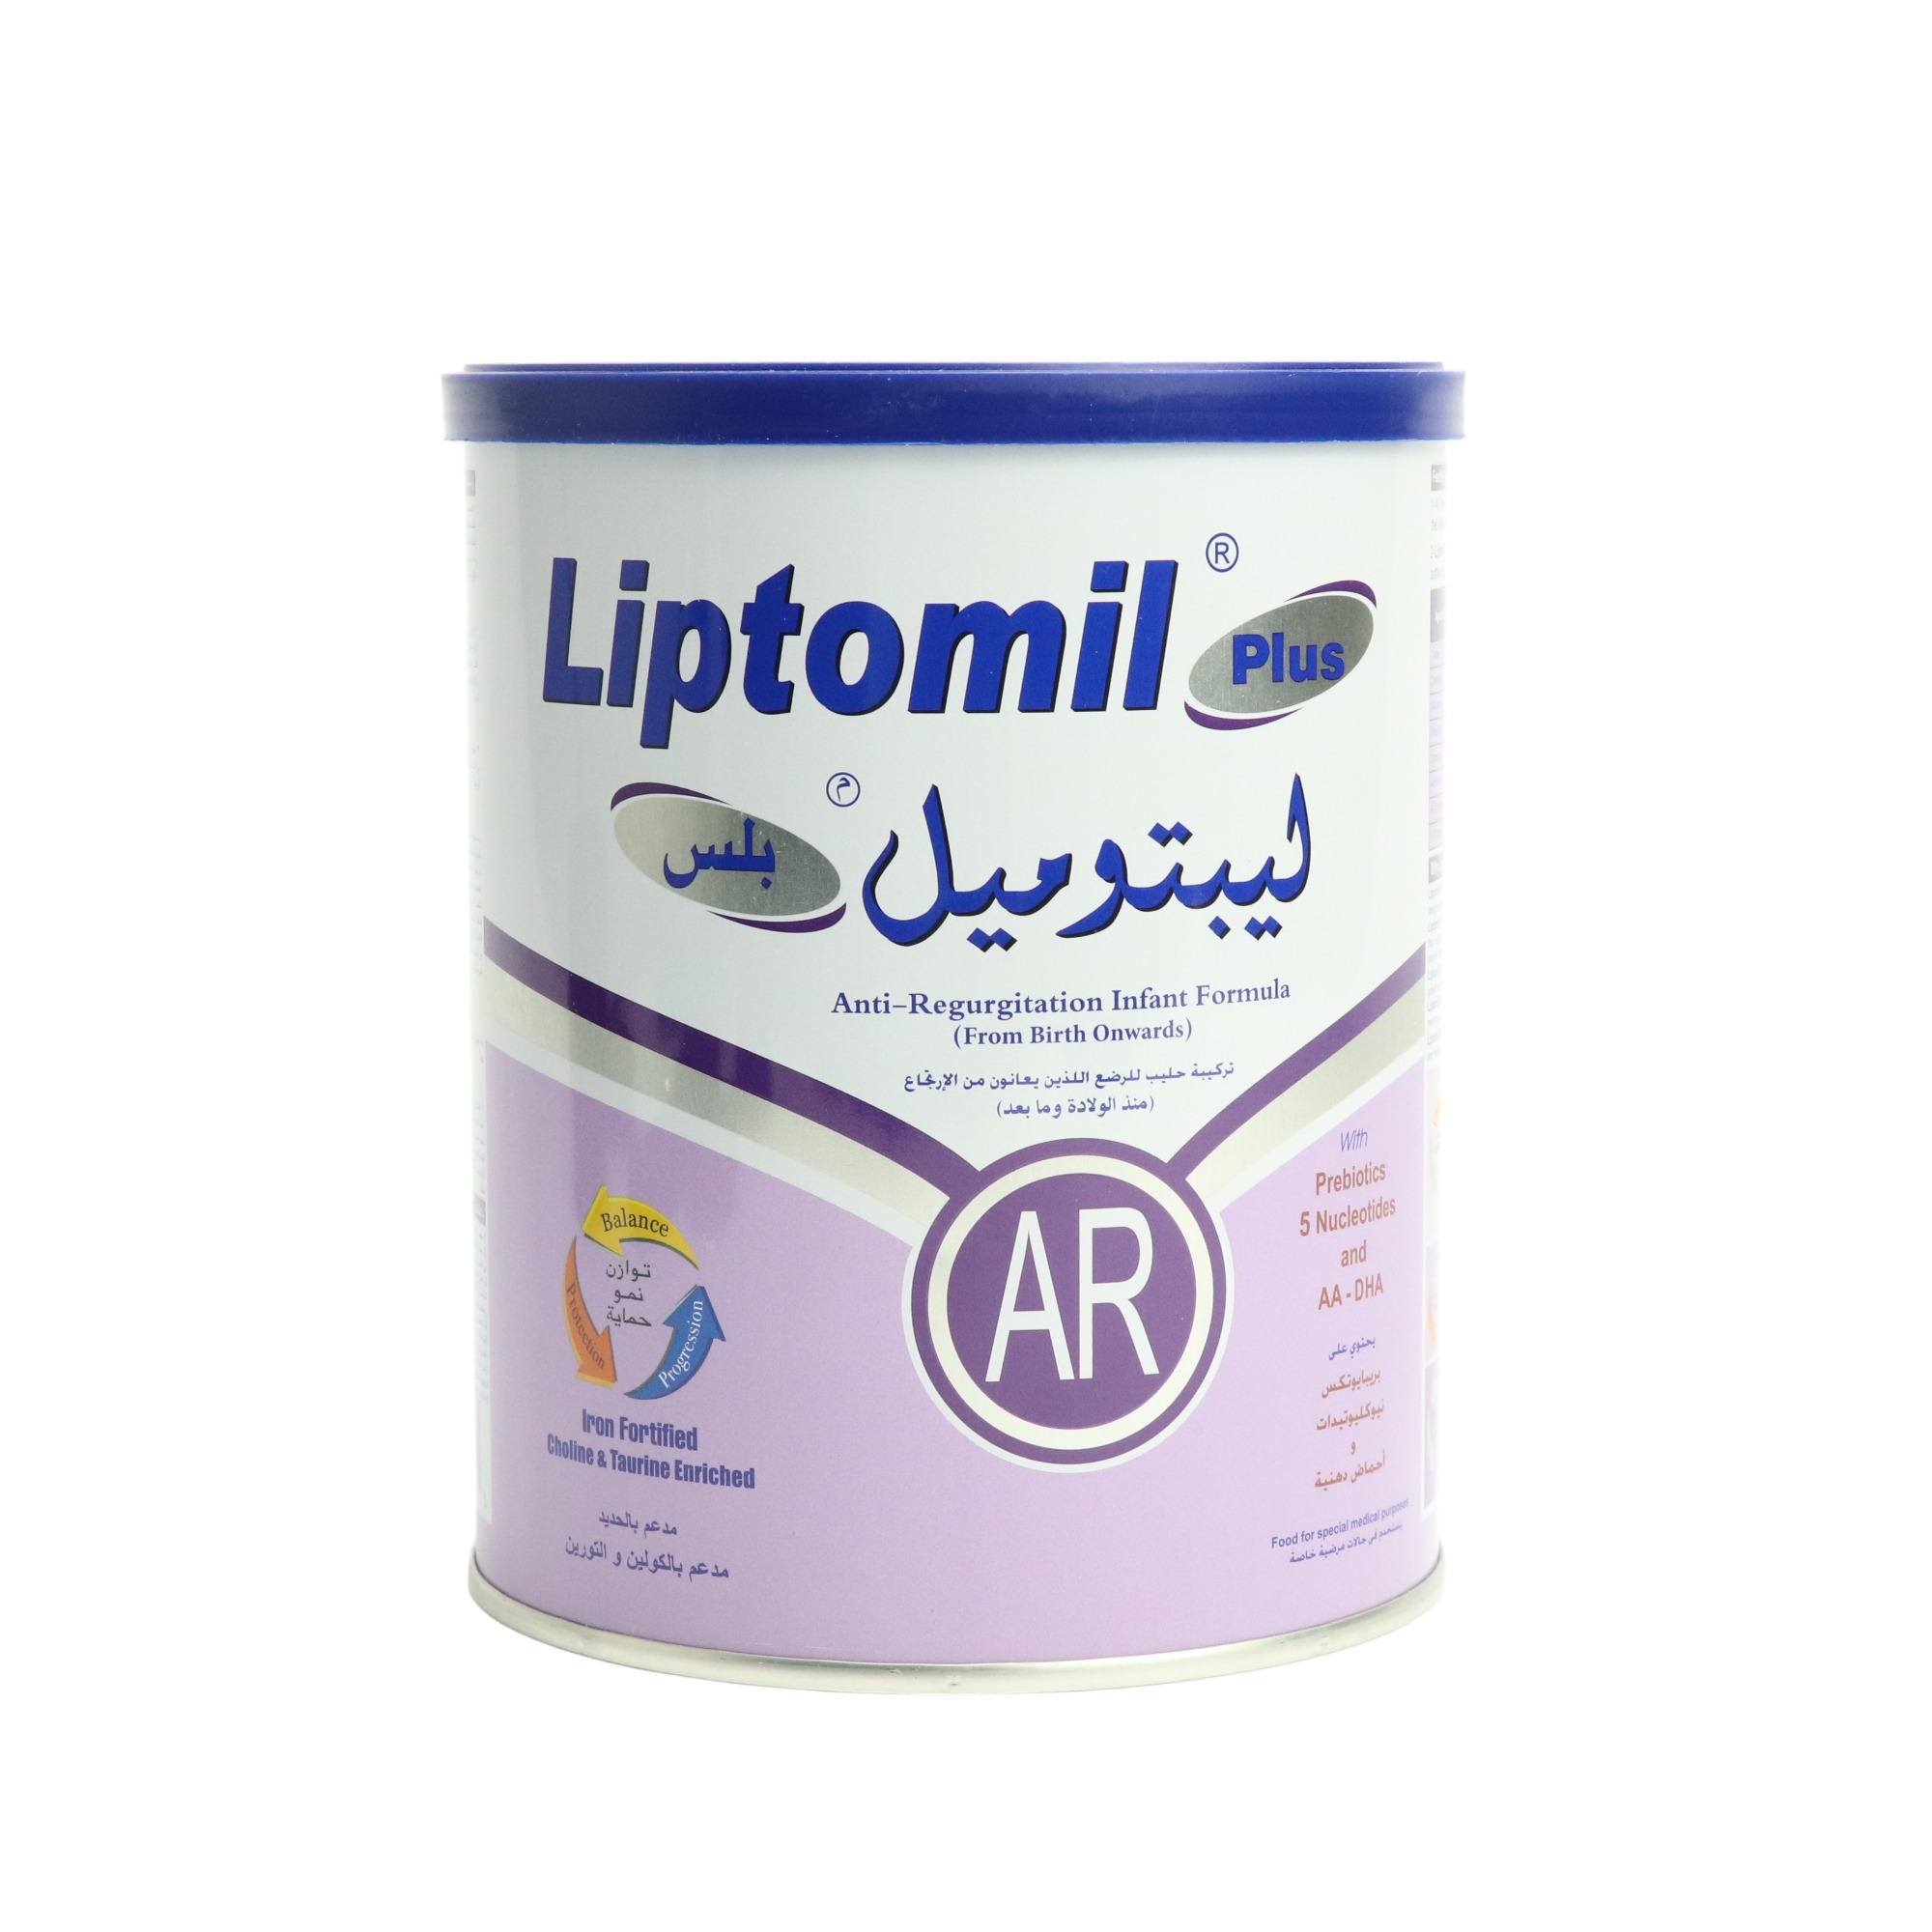 Liptomil ® Plus
ليبتوميل م بلس
Anti-Regurgitation Infant Formula
(From Birth Onwards)
تركيبة حليب للرضع اللذين يعانون من الإرتجاع
(منذ الولادة وما بعد)
AR
Balance
Protection
Progression
توازن
نمو
حماية
Iron Fortified
Choline & Taurine Enriched
مدعم بالحديد
مدعم بالكولين و التورين
With
Prebiotics
5 Nucleotides
and
AA - DHA
يحتوي على
بريبايوتكس
نيوكليوتيدات
و
أحماض دهنية
Food for special medical purposes
يستخدم في حالات مرضية خاصة